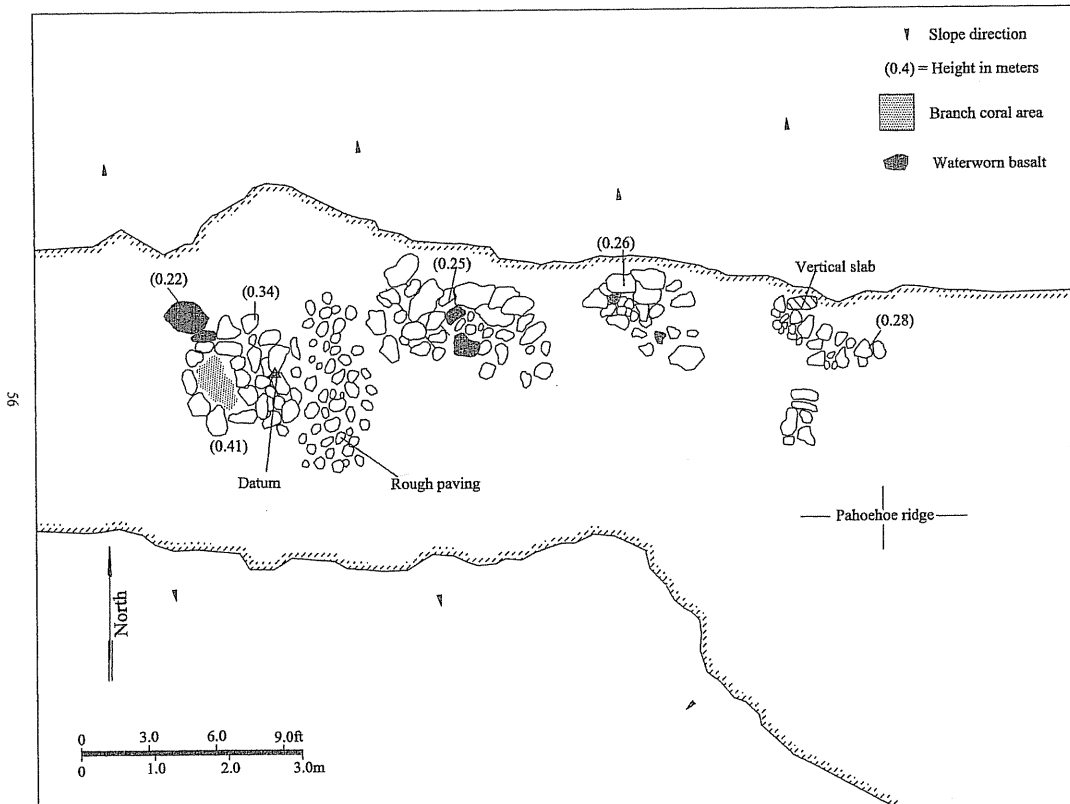 Slope direction
(0.4) = Height in meters
Branch coral area
Waterworn basalt
(0.26)
(0.25)
Vertical slab
(0.22)
(0.34)
(0.28)
56
(0.41)
Datum
Rough paving
Pahoehoe ridge
North
0 3.0 6.0 9.0ft
0 1.0 2.0 3.0m